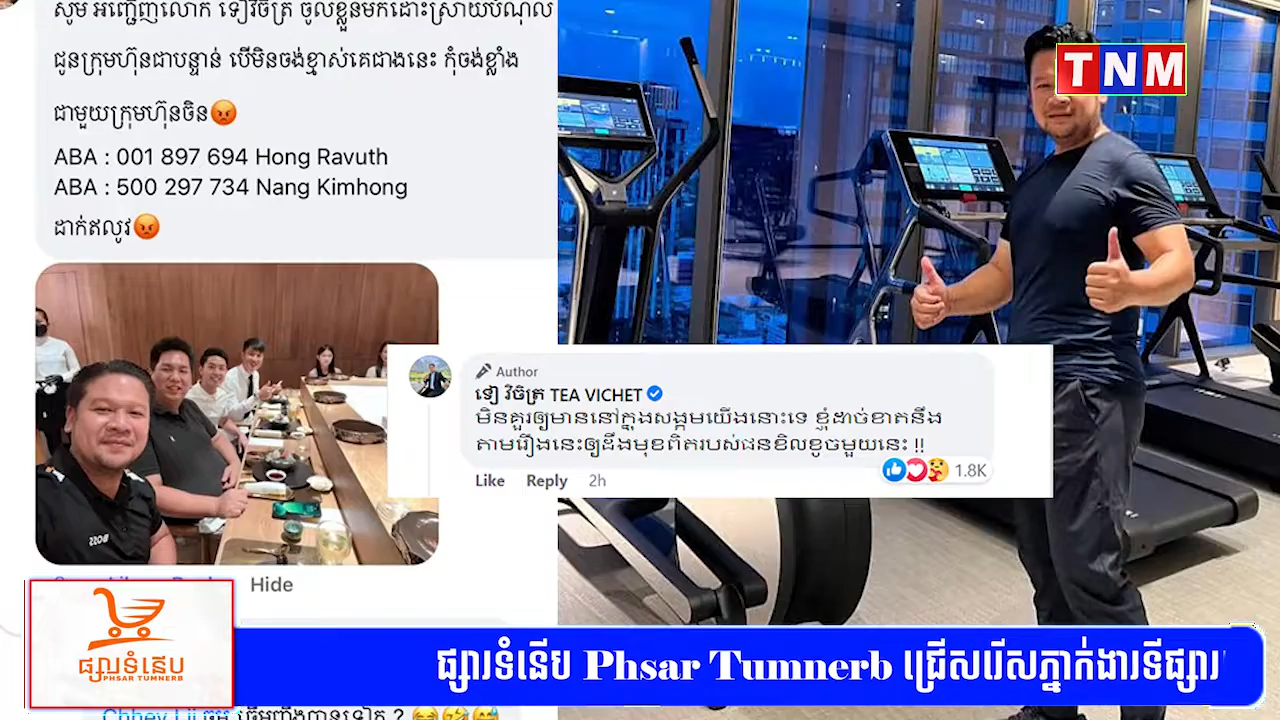 សូម អញ្ជើញលោក ទៀវិចិត្រ ចូលខ្លួនមកដោះស្រាយបំណុល
ជូនក្រុមហ៊ុនជាបន្ទាន់ បើមិនចង់ខ្មាស់គេជាងនេះ កុំចង់ខ្លាំង
ជាមួយក្រុមហ៊ុនចិន😡
ABA : 001 897 694 Hong Ravuth
ABA : 500 297 734 Nang Kimhong
ដាក់ឥលូវ😡
TNM
BOSS
Author
ទៀ វីចិត្រ TEA VICHET
មិនគួរឲ្យមាននៅក្នុងសង្កមយើងនោះទេ ខ្ញុំដាច់ខាតនឹង
តាមរឿងនេះឲ្យដឹងមុខពិតរបស់ជនខិលខូចមួយនេះ !!
1.8K
Like Reply 2h
Hide
ផ្សារទំនើប
PHSAR TUMNERB
ផ្សារទំនើប Phsar Tumnerb ជ្រើសរើសភ្នាក់ងារទីផ្សារ